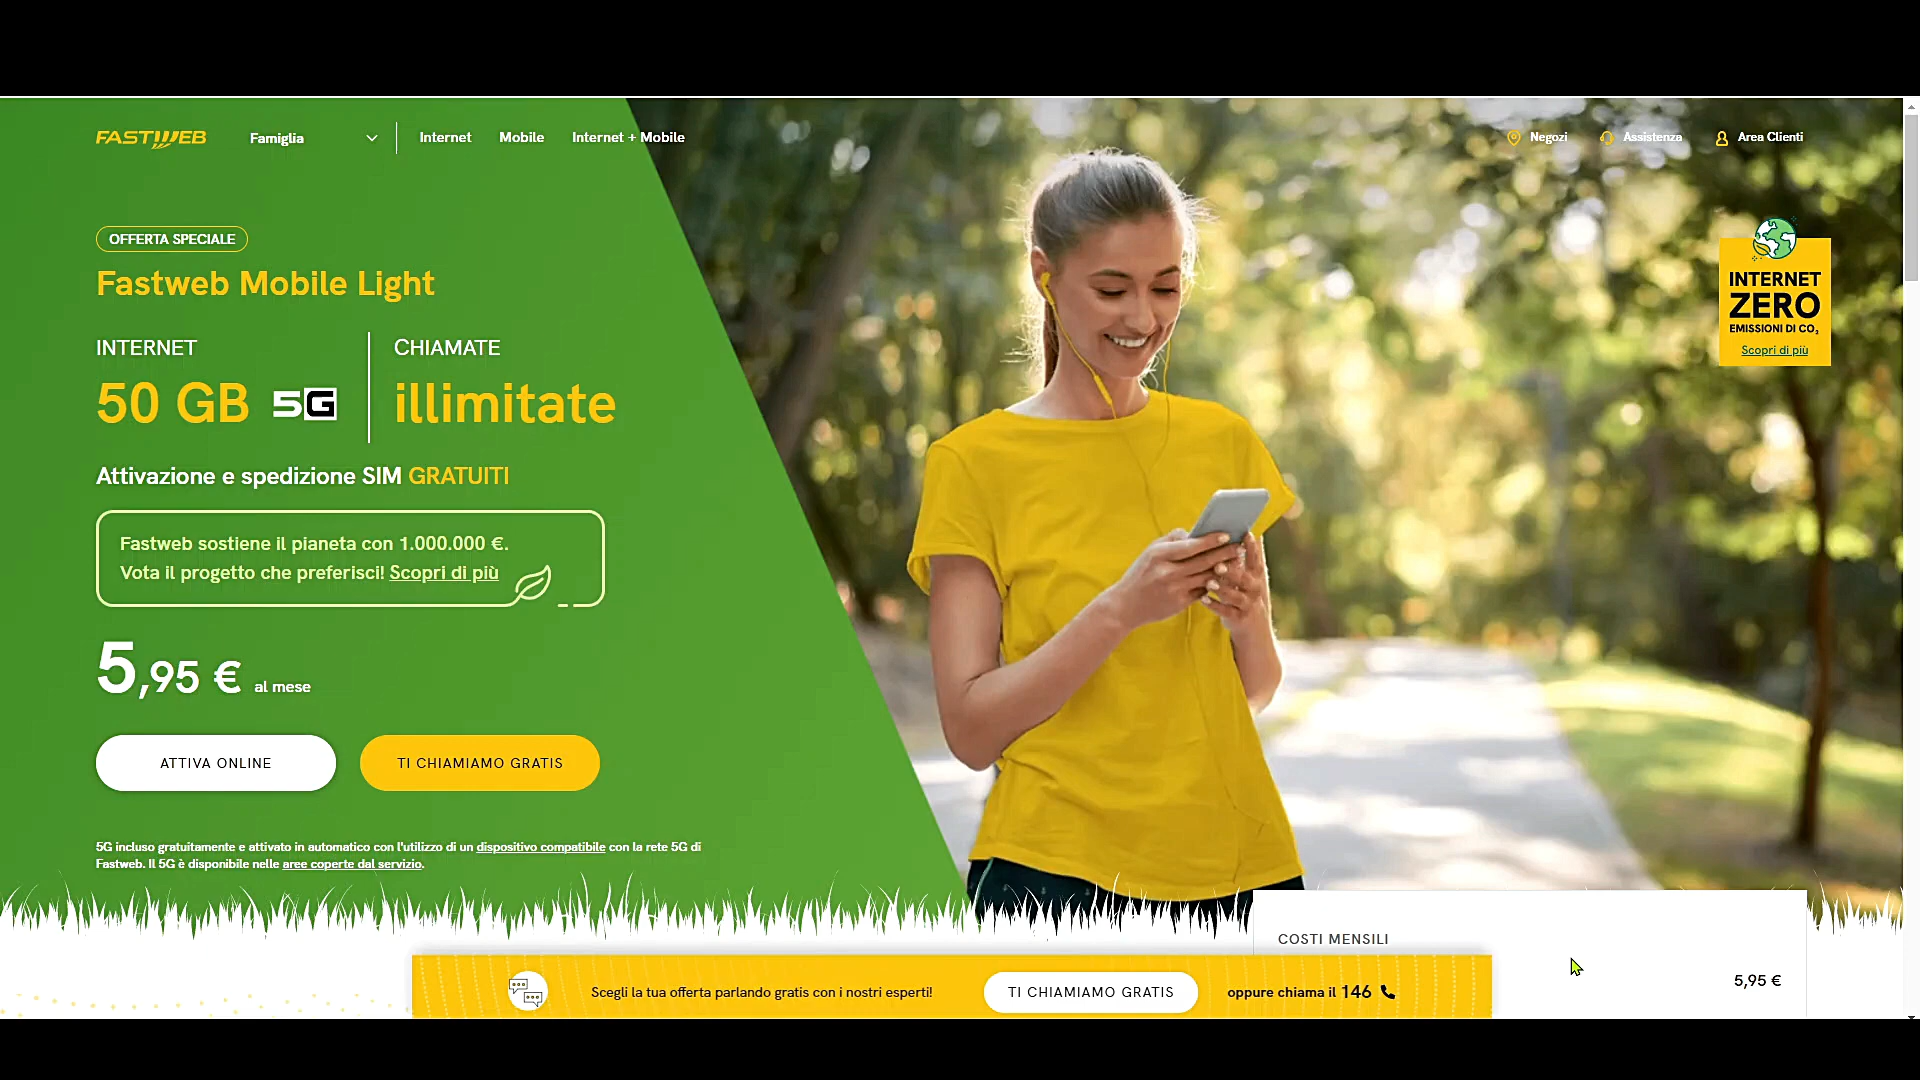 FASTWEB
Famiglia
Internet
Mobile
Internet + Mobile
Negozi
Assistenza
Area Clienti
OFFERTA SPECIALE
Fastweb Mobile Light
INTERNET
50 GB 5G
CHIAMATE
illimitate
Attivazione e spedizione SIM GRATUITI
Fastweb sostiene il pianeta con 1.000.000 €.
Vota il progetto che preferisci! Scopri di più
5,95 € al mese
ATTIVA ONLINE
TI CHIAMIAMO GRATIS
5G incluso gratuitamente e attivato in automatico con l'utilizzo di un dispositivo compatibile con la rete 5G di
Fastweb. Il 5G è disponibile nelle aree coperte dal servizio.
INTERNET
ZERO
EMISSIONI DI CO₂
Scopri di più
COSTI MENSILI
5,95 €
Scegli la tua offerta parlando gratis con i nostri esperti!
TI CHIAMIAMO GRATIS
oppure chiama il 146